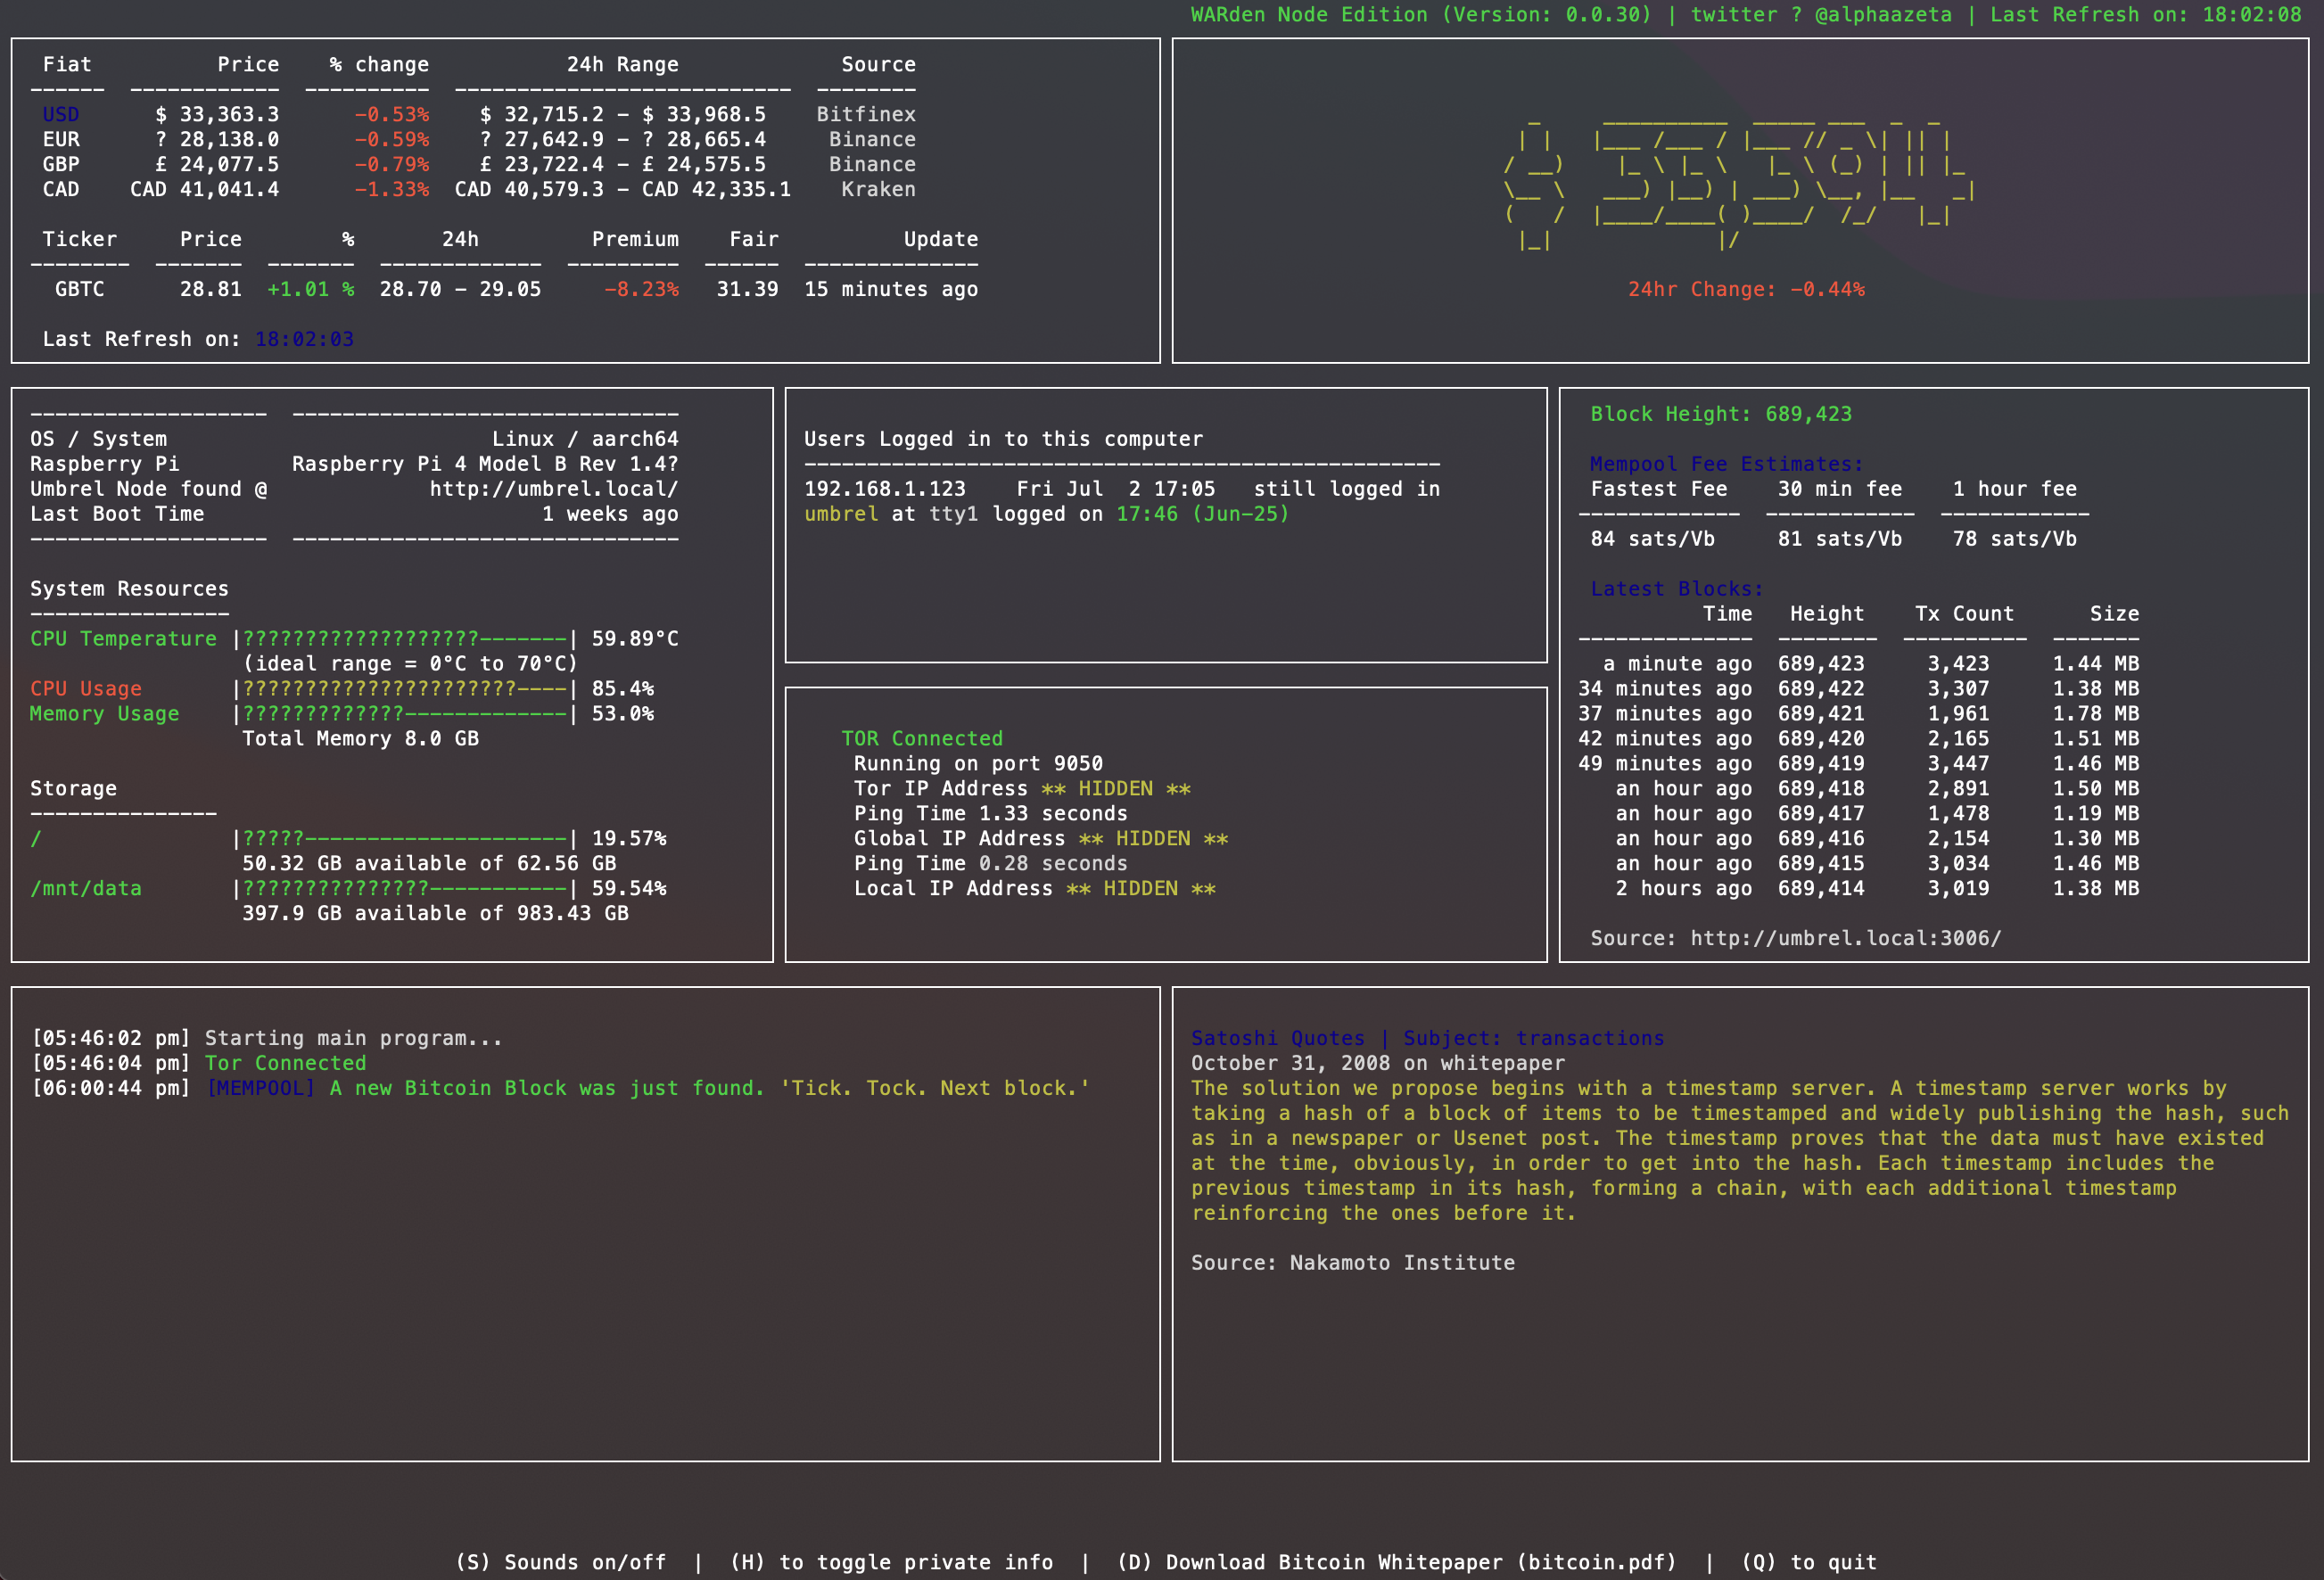 WARden Node Edition (Version: 0.0.30) | twitter ? @alphaazeta | Last Refresh on: 18:02:08
Fiat Price % change 24h Range Source
USD $ 33,363.3 -0.53% $ 32,715.2 - $ 33,968.5 Bitfinex
EUR ? 28,138.0 -0.59% ? 27,642.9 - ? 28,665.4 Binance
GBP £ 24,077.5 -0.79% £ 23,722.4 - £ 24,575.5 Binance
CAD CAD 41,041.4 -1.33% CAD 40,579.3 - CAD 42,335.1 Kraken
Ticker Price % 24h Premium Fair Update
GBTC 28.81 +1.01 % 28.70 - 29.05 -8.23% 31.39 15 minutes ago
Last Refresh on: 18:02:03
$ 33,394
24hr Change: -0.44%
OS / System Linux / aarch64
Raspberry Pi Raspberry Pi 4 Model B Rev 1.4?
Umbrel Node found @ http://umbrel.local/
Last Boot Time 1 weeks ago
System Resources
CPU Temperature |???????????????????-------| 59.89°C
(ideal range = 0°C to 70°C)
CPU Usage |??????????????????????----| 85.4%
Memory Usage |?????????????-------------| 53.0%
Total Memory 8.0 GB
Storage
/ |?????---------------------| 19.57%
50.32 GB available of 62.56 GB
/mnt/data |???????????????-----------| 59.54%
397.9 GB available of 983.43 GB
Users Logged in to this computer
192.168.1.123 Fri Jul 2 17:05 still logged in
umbrel at tty1 logged on 17:46 (Jun-25)
TOR Connected
Running on port 9050
Tor IP Address ** HIDDEN **
Ping Time 1.33 seconds
Global IP Address ** HIDDEN **
Ping Time 0.28 seconds
Local IP Address ** HIDDEN **
Block Height: 689,423
Mempool Fee Estimates:
Fastest Fee 30 min fee 1 hour fee
84 sats/Vb 81 sats/Vb 78 sats/Vb
Latest Blocks:
Time Height Tx Count Size
a minute ago 689,423 3,423 1.44 MB
34 minutes ago 689,422 3,307 1.38 MB
37 minutes ago 689,421 1,961 1.78 MB
42 minutes ago 689,420 2,165 1.51 MB
49 minutes ago 689,419 3,447 1.46 MB
an hour ago 689,418 2,891 1.50 MB
an hour ago 689,417 1,478 1.19 MB
an hour ago 689,416 2,154 1.30 MB
an hour ago 689,415 3,034 1.46 MB
2 hours ago 689,414 3,019 1.38 MB
Source: http://umbrel.local:3006/
[05:46:02 pm] Starting main program...
[05:46:04 pm] Tor Connected
[06:00:44 pm] [MEMPOOL] A new Bitcoin Block was just found. 'Tick. Tock. Next block.'
Satoshi Quotes | Subject: transactions
October 31, 2008 on whitepaper
The solution we propose begins with a timestamp server. A timestamp server works by
taking a hash of a block of items to be timestamped and widely publishing the hash, such
as in a newspaper or Usenet post. The timestamp proves that the data must have existed
at the time, obviously, in order to get into the hash. Each timestamp includes the
previous timestamp in its hash, forming a chain, with each additional timestamp
reinforcing the ones before it.
Source: Nakamoto Institute
(S) Sounds on/off | (H) to toggle private info | (D) Download Bitcoin Whitepaper (bitcoin.pdf) | (Q) to quit